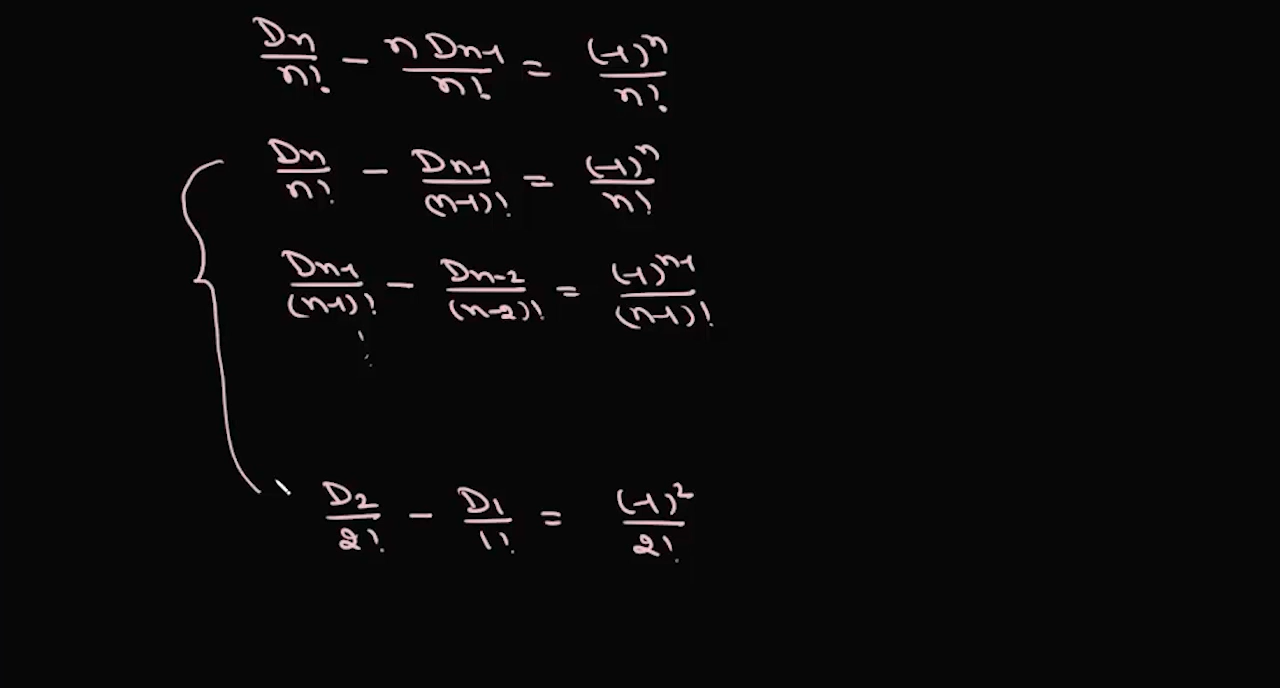 Dn/n! - n Dn-1/n! = (-1)^n/n!
Dn/n! - Dn-1/(n-1)! = (-1)^n/n!
Dn-1/(n-1)! - Dn-2/(n-2)! = (-1)^n-1/(n-1)!
D2/2! - D1/1! = (-1)^2/2!